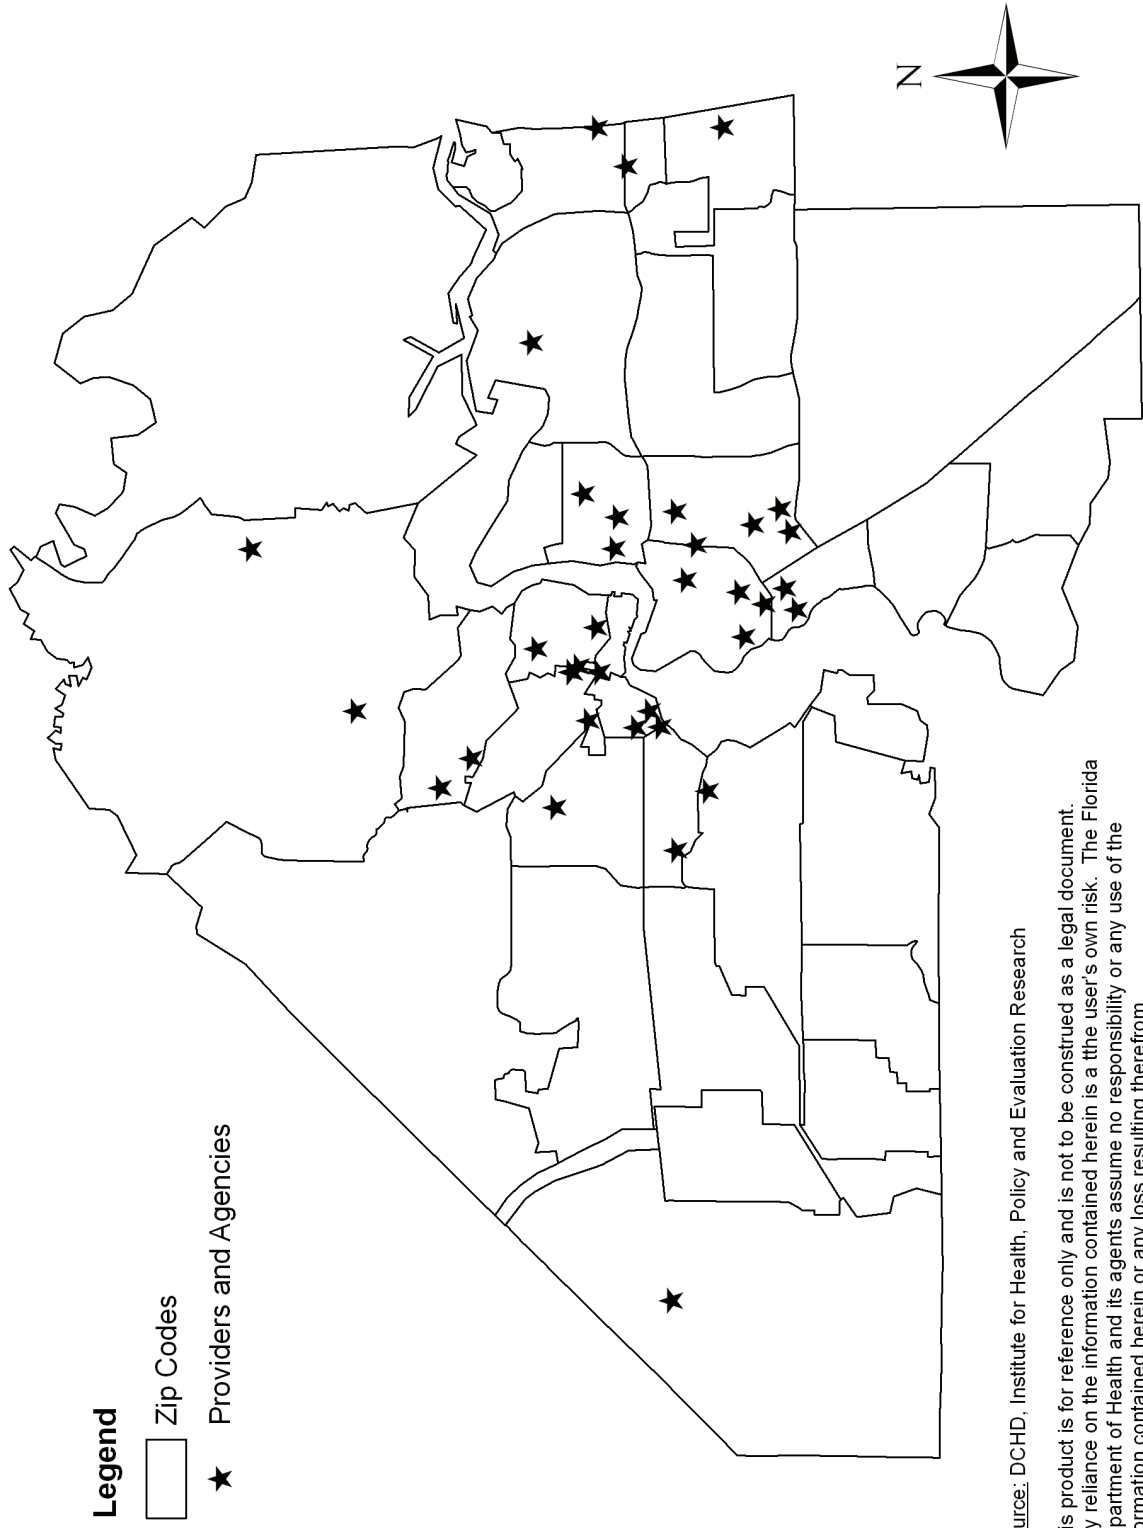 Legend
Zip Codes
Providers and Agencies
N
urce: DCHD, Institute for Health, Policy and Evaluation Research
is product is for reference only and is not to be construed as a legal document.
y reliance on the information contained herein is a tthe user's own risk. The Florida
partment of Health and its agents assume no responsibility or any use of the
ormation contained herein or any loss resulting therefrom